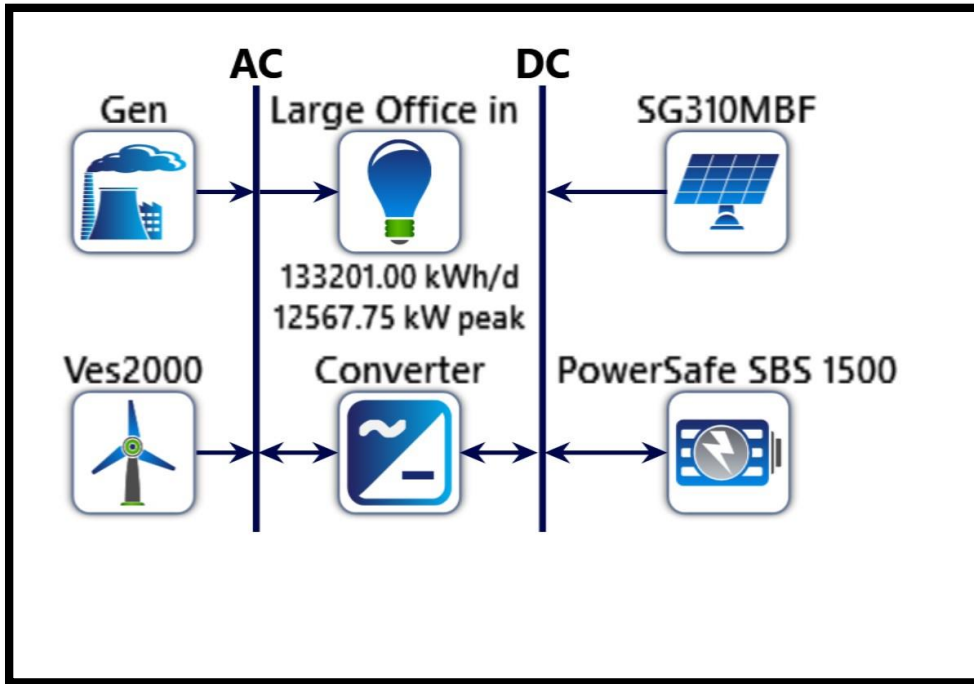 AC
DC
Gen
Large Office in
SG310MBF
133201.00 kWh/d
12567.75 kW peak
Ves2000
Converter
PowerSafe SBS 1500